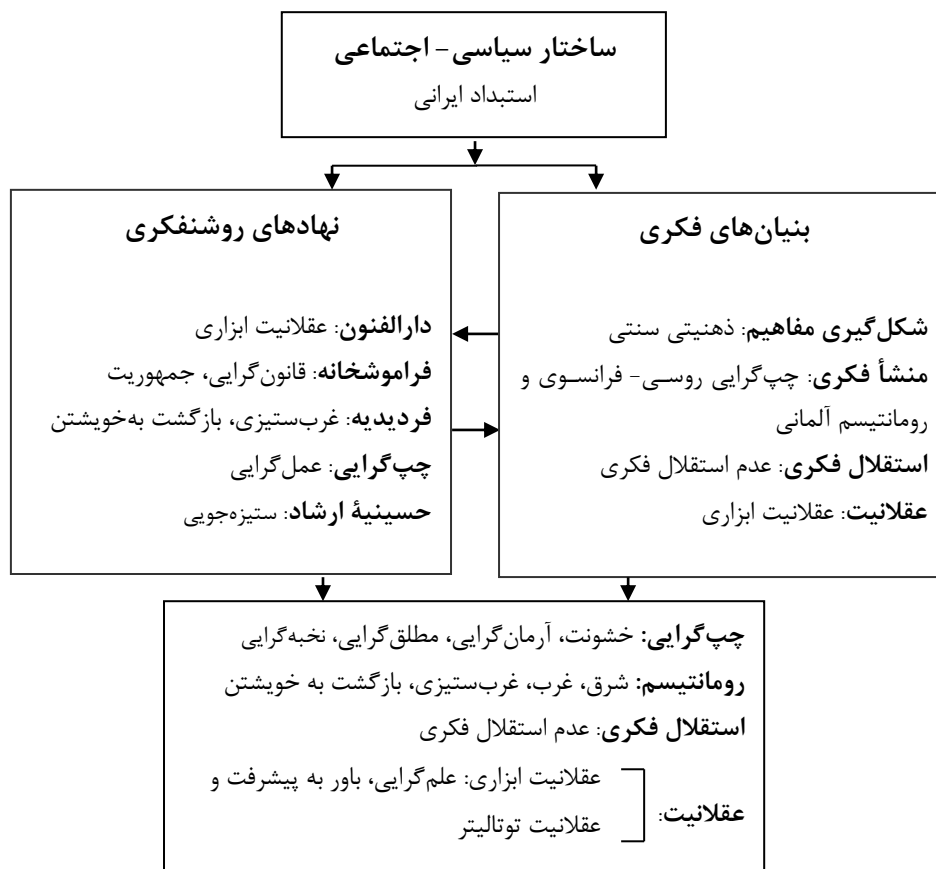 ساختار سیاسی- اجتماعی
استبداد ایرانی
بنیان‌های فکری
شکل‌گیری مفاهیم: ذهنیتی سنتی
منشأ فکری: چپ‌گرایی روسی- فرانسوی و
رومانتیسم آلمانی
استقلال فکری: عدم استقلال فکری
عقلانیت: عقلانیت ابزاری
نهادهای روشنفکری
دارالفنون: عقلانیت ابزاری
فراموشخانه: قانون‌گرایی، جمهوریت
فردیدیه: غرب‌ستیزی، بازگشت به‌خویشتن
چپ‌گرایی: عمل‌گرایی
حسینیۀ ارشاد: ستیزه‌جویی
چپ‌گرایی: خشونت، آرمان‌گرایی، مطلق‌گرایی، نخبه‌گرایی
رومانتیسم: شرق، غرب، غرب‌ستیزی، بازگشت به خویشتن
استقلال فکری: عدم استقلال فکری
عقلانیت:
عقلانیت ابزاری: علم‌گرایی، باور به پیشرفت و
عقلانیت توتالیتر